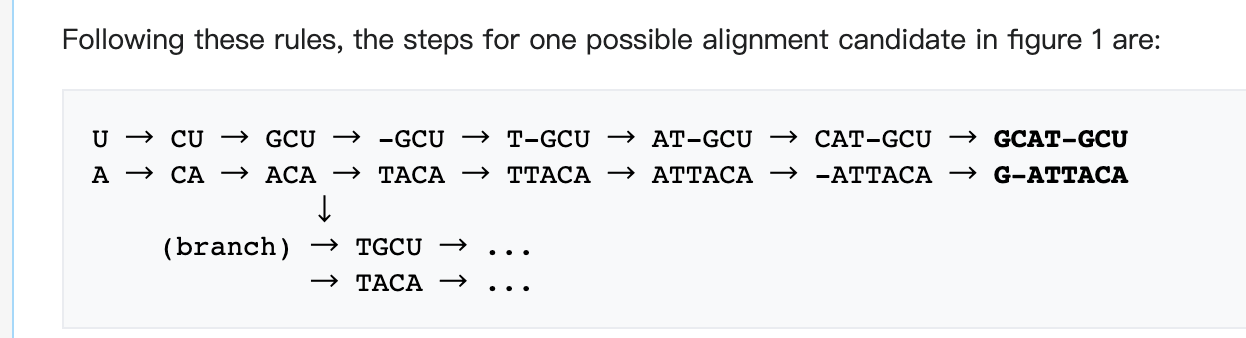 Following these rules, the steps for one possible alignment candidate in figure 1 are:
U → CU → GCU → -GCU → T-GCU → AT-GCU → CAT-GCU → GCAT-GCU
A → CA → ACA → TACA → TTACA → ATTACA → -ATTACA → G-ATTACA
↓
(branch) → TGCU → ...
→ TACA → ...